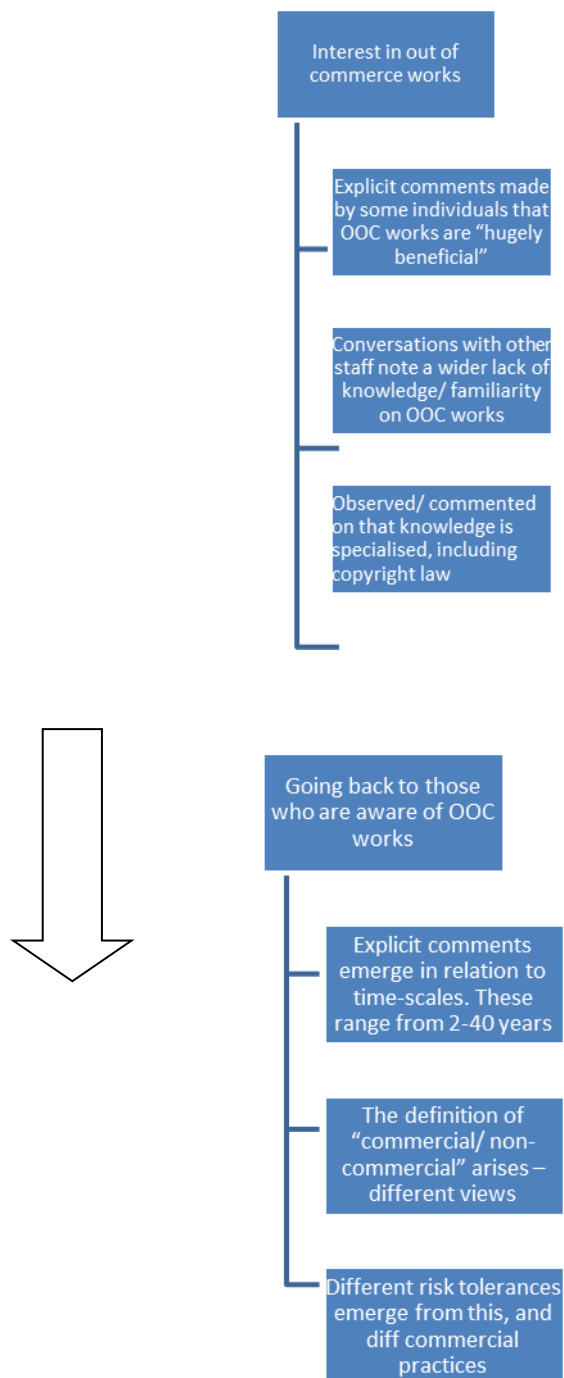 Interest in out of
commerce works
Explicit comments made
by some individuals that
OOC works are “hugely
beneficial”
Conversations with other
staff note a wider lack of
knowledge/ familiarity
on OOC works
Observed/ commented
on that knowledge is
specialised, including
copyright law
Going back to those
who are aware of OOC
works
Explicit comments
emerge in relation to
time-scales. These
range from 2-40 years
The definition of
“commercial/ non-
commercial” arises –
different views
Different risk tolerances
emerge from this, and
diff commercial
practices